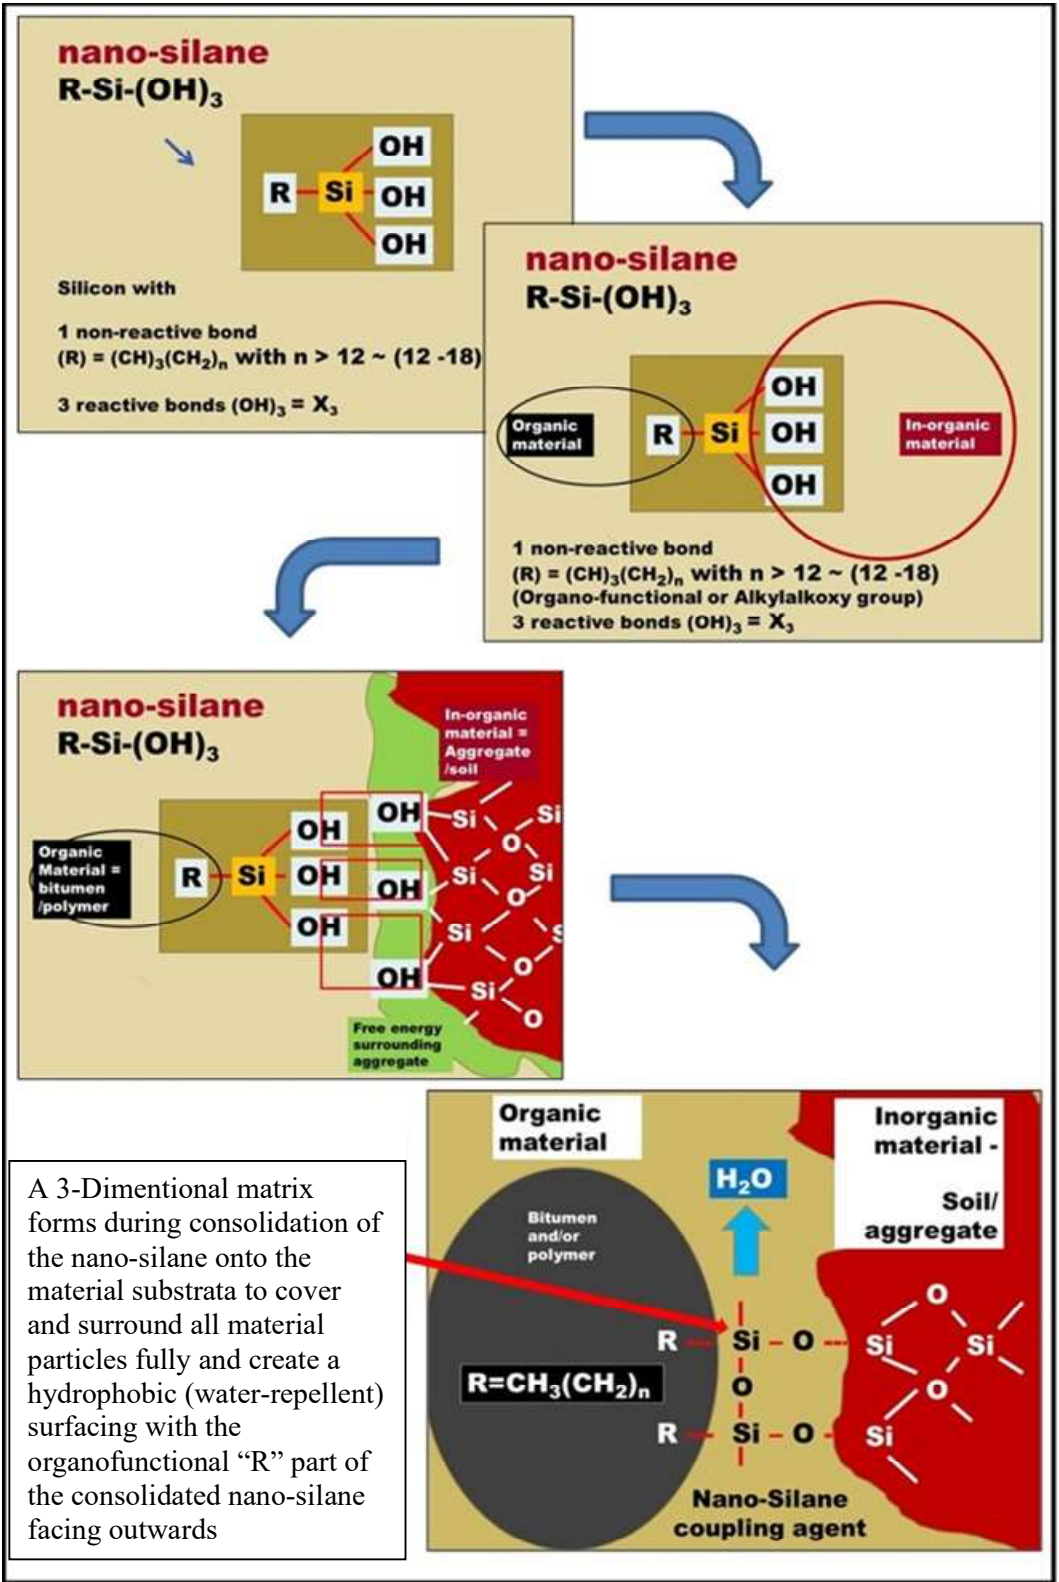 nano-silane
R-Si-(OH)₃
OH
R Si OH
OH
Silicon with
1 non-reactive bond
(R) = (CH)₃(CH₂)ₙ with n > 12 ~ (12 -18)
3 reactive bonds (OH)₃ = X₃
nano-silane
R-Si-(OH)₃
OH
Organic
material
R Si OH
In-organic
material
OH
1 non-reactive bond
(R) = (CH)₃(CH₂)ₙ with n > 12 ~ (12 -18)
(Organo-functional or Alkylalkoxy group)
3 reactive bonds (OH)₃ = X₃
nano-silane
R-Si-(OH)₃
In-organic
material =
Aggregate
/soil
OH OH Si Si
O
Organic
Material =
bitumen
/polymer
R Si OH OH Si Si
O
OH Si S
OH O
Si
O
Free energy
surrounding
aggregate
Organic
material
Inorganic
material -
Soil/
aggregate
H₂O
Bitumen
and/or
polymer
A 3-Dimentional matrix
forms during consolidation of
the nano-silane onto the
material substrata to cover
and surround all material
particles fully and create a
hydrophobic (water-repellent)
surfacing with the
organofunctional “R” part of
the consolidated nano-silane
facing outwards
O
R Si – O Si Si
R=CH₃(CH₂)ₙ
O O
R Si – O Si
Nano-Silane
coupling agent